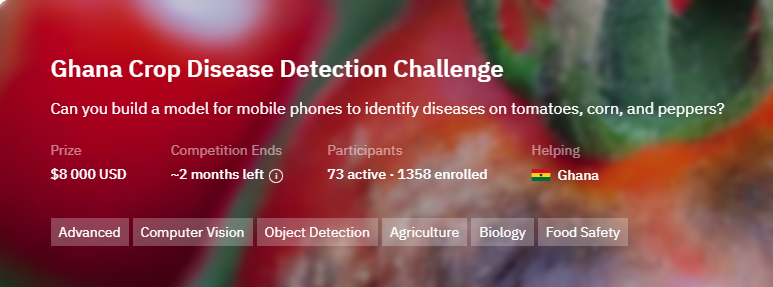 Ghana Crop Disease Detection Challenge
Can you build a model for mobile phones to identify diseases on tomatoes, corn, and peppers?
Prize Competition Ends Participants Helping
$8 000 USD ~2 months left 73 active · 1358 enrolled Ghana
Advanced Computer Vision Object Detection Agriculture Biology Food Safety